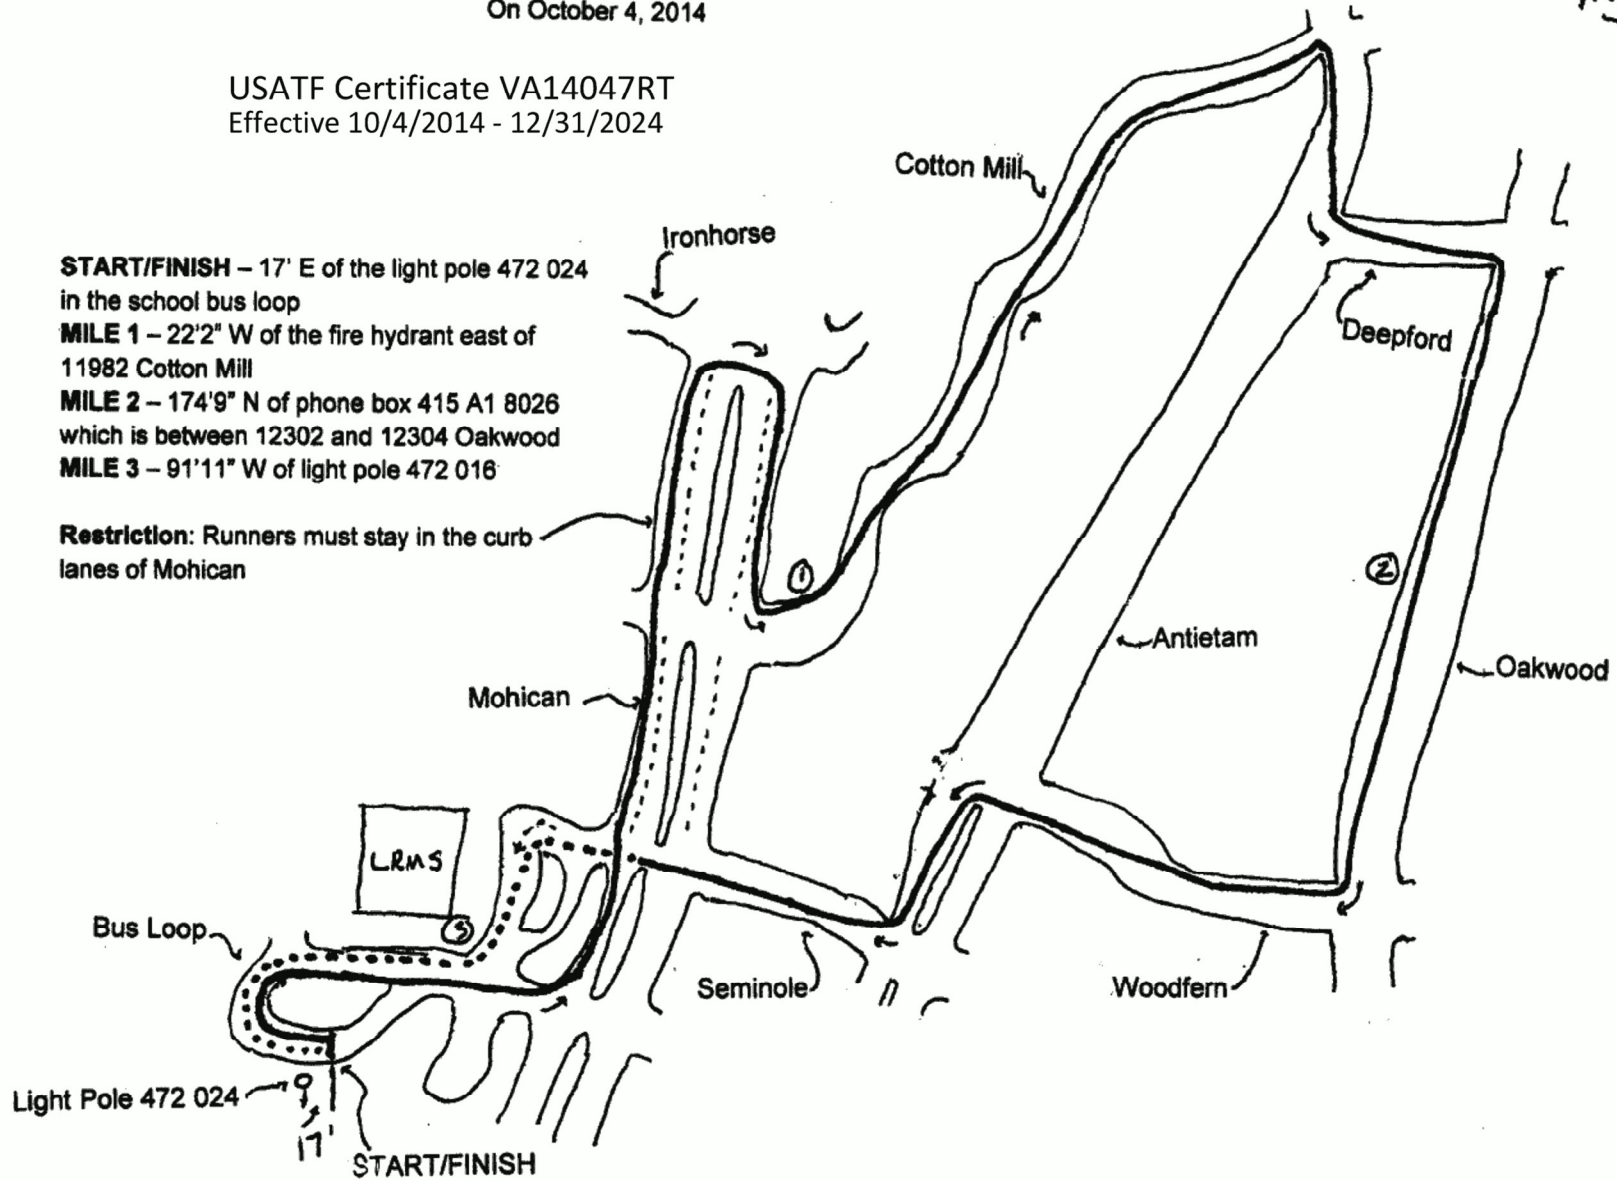 On October 4, 2014
USATF Certificate VA14047RT
Effective 10/4/2014 - 12/31/2024
Cotton Mill
Ironhorse
START/FINISH – 17' E of the light pole 472 024
in the school bus loop
MILE 1 – 22'2" W of the fire hydrant east of
11982 Cotton Mill
MILE 2 – 174'9" N of phone box 415 A1 8026
which is between 12302 and 12304 Oakwood
MILE 3 – 91'11" W of light pole 472 016
Deepford
Restriction: Runners must stay in the curb
lanes of Mohican
1
2
Antietam
Oakwood
Mohican
LRMS
3
Bus Loop
Seminole
Woodfern
Light Pole 472 024
17'
START/FINISH